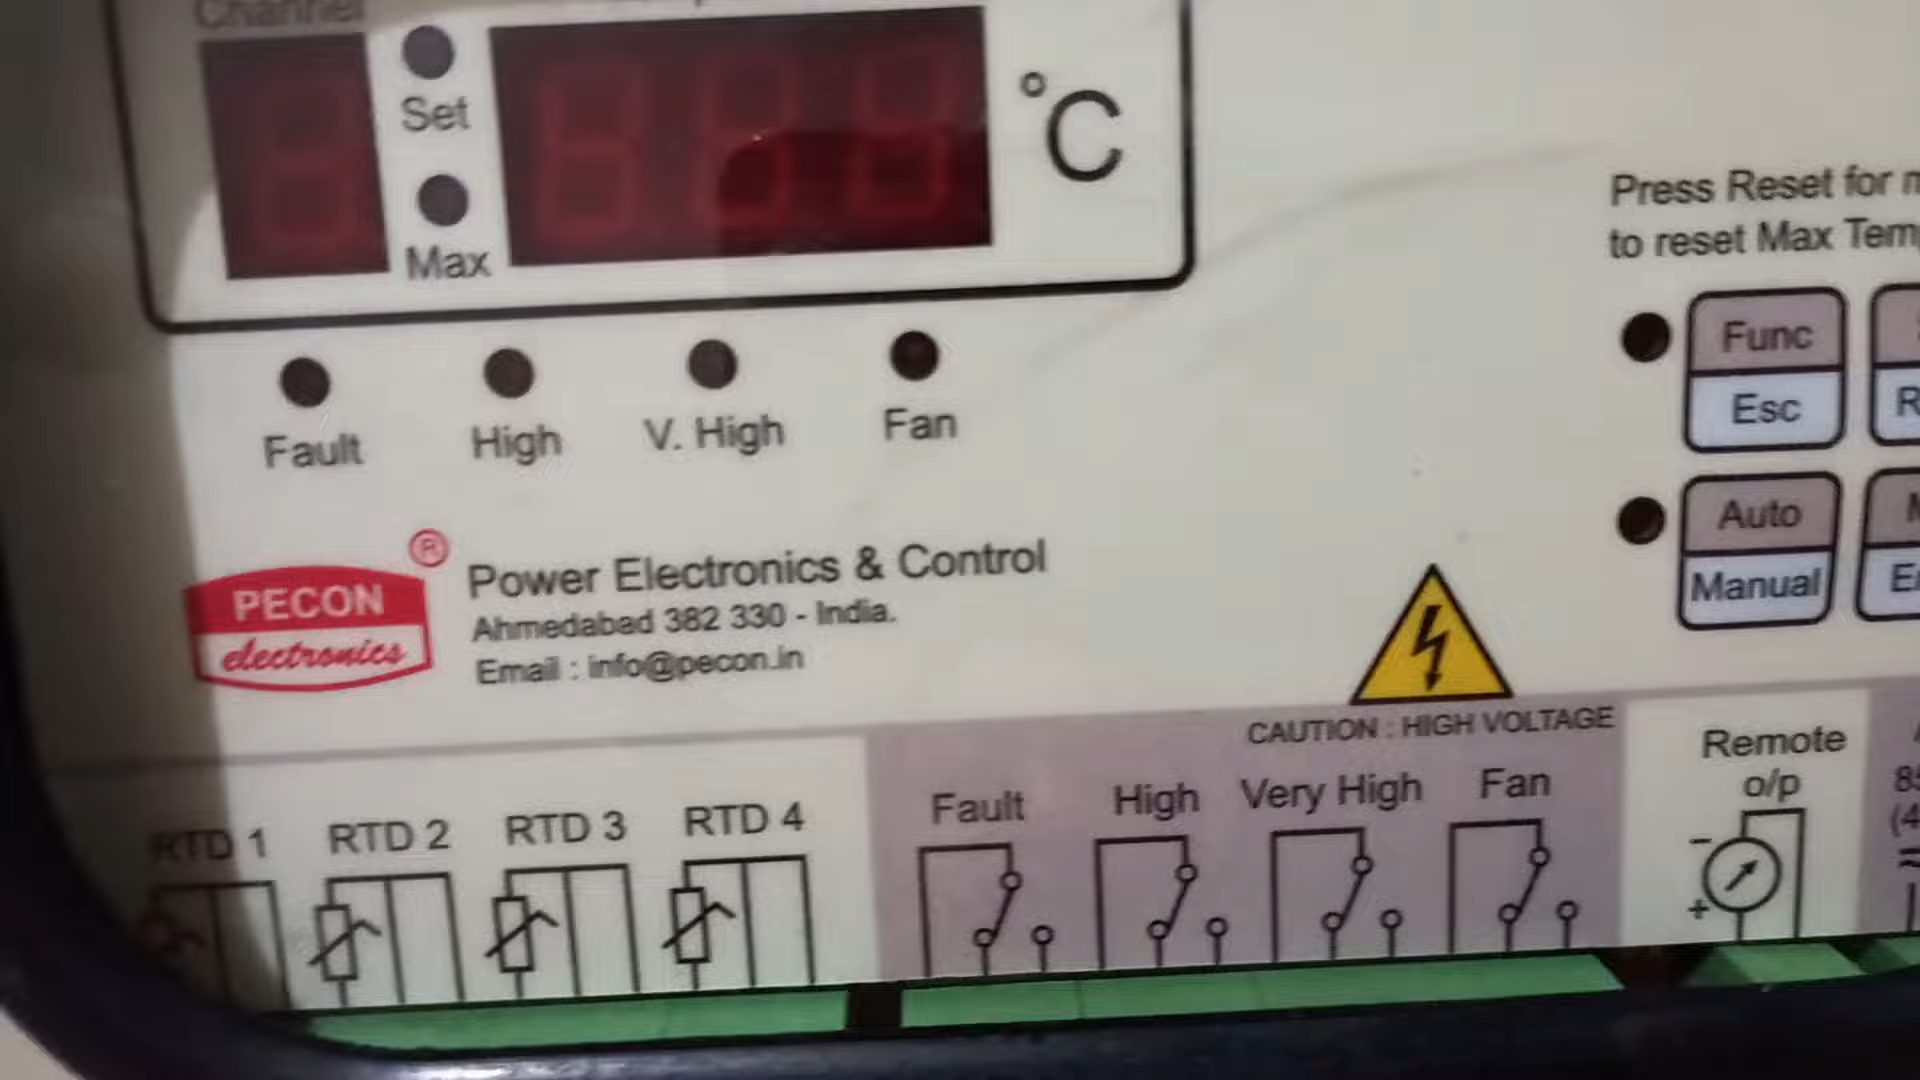 Channel
Set
°C
Max
Press Reset for
to reset Max
Fault High V. High Fan
Func
Esc
Auto
Manual
PECON ®
electronics
Power Electronics & Control
Ahmedabad 382 330 - India.
Email : info@pecon.in
CAUTION : HIGH VOLTAGE
RTD 1 RTD 2 RTD 3 RTD 4
Fault High Very High Fan
Remote
o/p
-
+